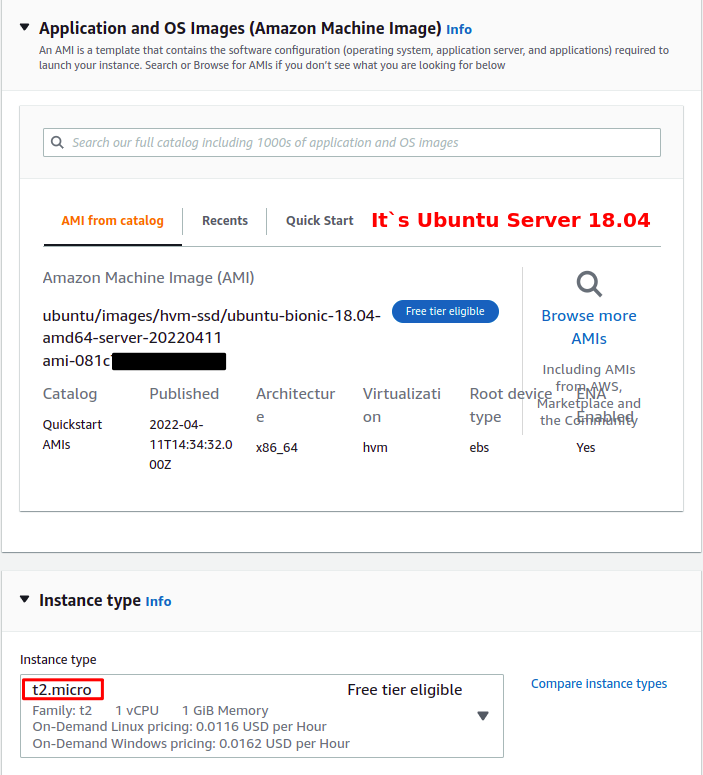 Application and OS Images (Amazon Machine Image) Info
An AMI is a template that contains the software configuration (operating system, application server, and applications) required to
launch your instance. Search or Browse for AMIs if you don't see what you are looking for below
Search our full catalog including 1000s of application and OS images
AMI from catalog
Recents
Quick Start
It`s Ubuntu Server 18.04
Amazon Machine Image (AMI)
ubuntu/images/hvm-ssd/ubuntu-bionic-18.04-
amd64-server-20220411
ami-081c
Free tier eligible
Browse more
AMIs
Including AMIs
from AWS,
Marketplace and
the Community
Catalog
Quickstart
AMIs
Published
2022-04-
11T14:34:32.0
00Z
Architectur
e
x86_64
Virtualizati
on
hvm
Root device
type
ebs
ENA
Enabled
Yes
Instance type Info
Instance type
t2.micro
Free tier eligible
Family: t2 1 vCPU 1 GiB Memory
On-Demand Linux pricing: 0.0116 USD per Hour
On-Demand Windows pricing: 0.0162 USD per Hour
Compare instance types